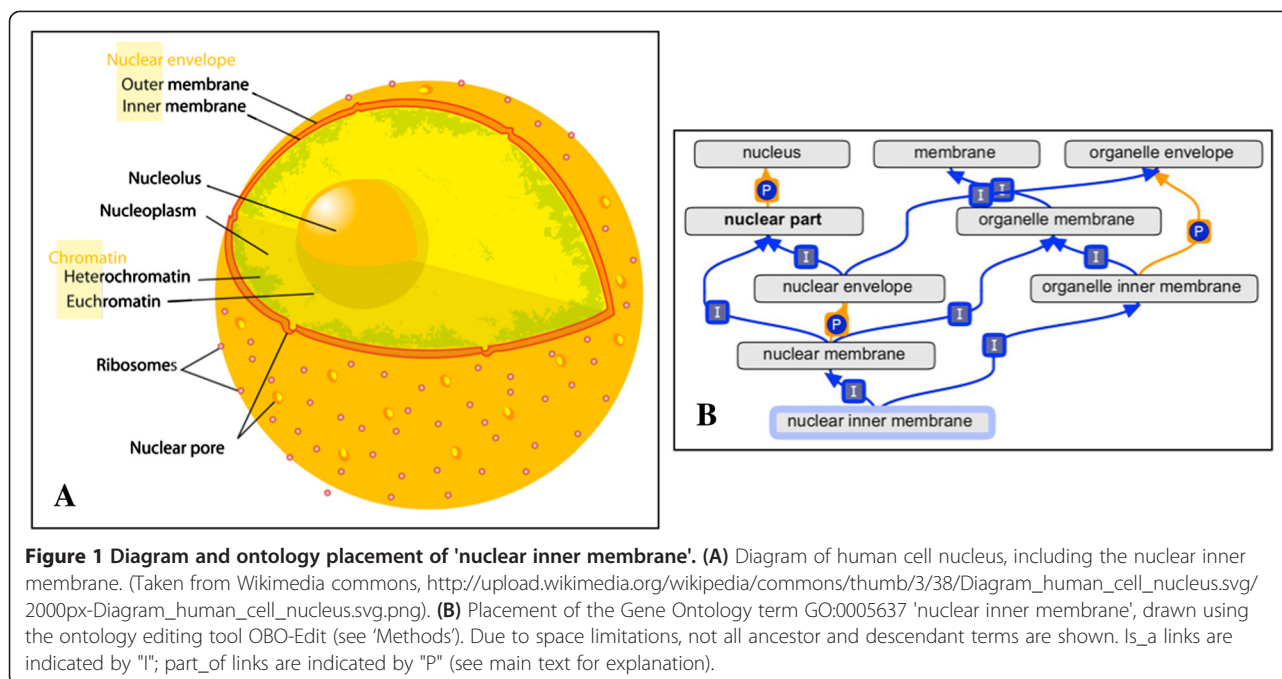 Nuclear envelope
Outer membrane
Inner membrane
Nucleolus
Nucleoplasm
Chromatin
Heterochromatin
Euchromatin
Ribosomes
Nuclear pore
A
nucleus
membrane
organelle envelope
P
I
I
nuclear part
organelle membrane
P
I
I
nuclear envelope
organelle inner membrane
I
I
P
nuclear membrane
I
I
B
nuclear inner membrane
Figure 1 Diagram and ontology placement of 'nuclear inner membrane'. (A) Diagram of human cell nucleus, including the nuclear inner
membrane. (Taken from Wikimedia commons, http://upload.wikimedia.org/wikipedia/commons/thumb/3/38/Diagram_human_cell_nucleus.svg/
2000px-Diagram_human_cell_nucleus.svg.png). (B) Placement of the Gene Ontology term GO:0005637 'nuclear inner membrane', drawn using
the ontology editing tool OBO-Edit (see ‘Methods’). Due to space limitations, not all ancestor and descendant terms are shown. Is_a links are
indicated by "I"; part_of links are indicated by "P" (see main text for explanation).